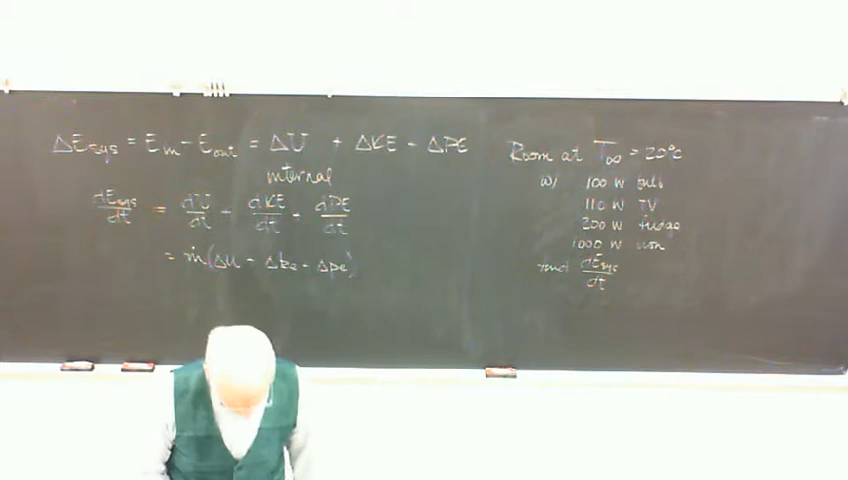 ΔEsys = Ein - Eout = ΔU + ΔKE + ΔPE
internal
dEsys/dt = dU/dt + dKE/dt + dPE/dt
= ṁ(Δu + Δke + Δpe)
Room at T∞ = 20°C
w/ 100 W bulb
110 W TV
200 W fridge
1000 W iron
find dEsys/dt